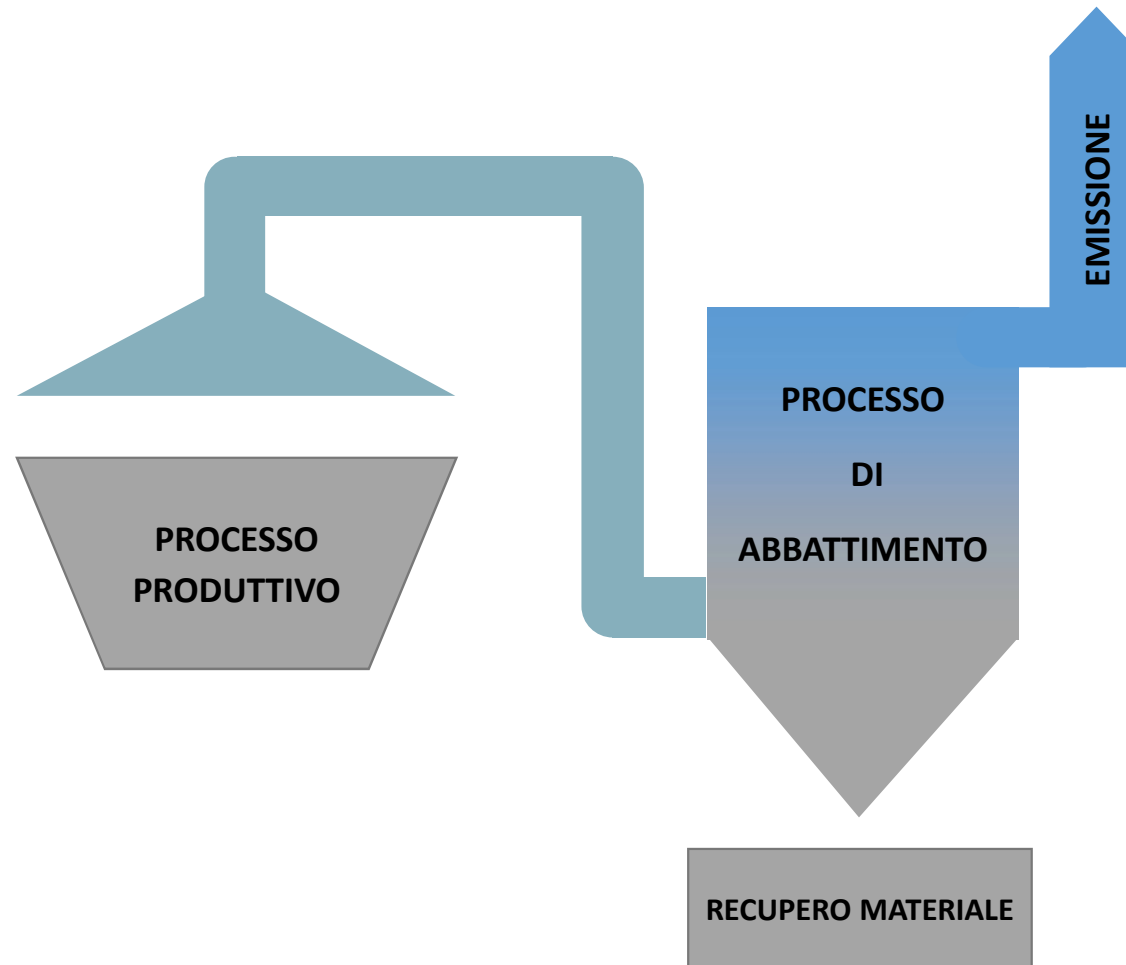 EMISSIONE
PROCESSO
DI
ABBATTIMENTO
PROCESSO
PRODUTTIVO
RECUPERO MATERIALE